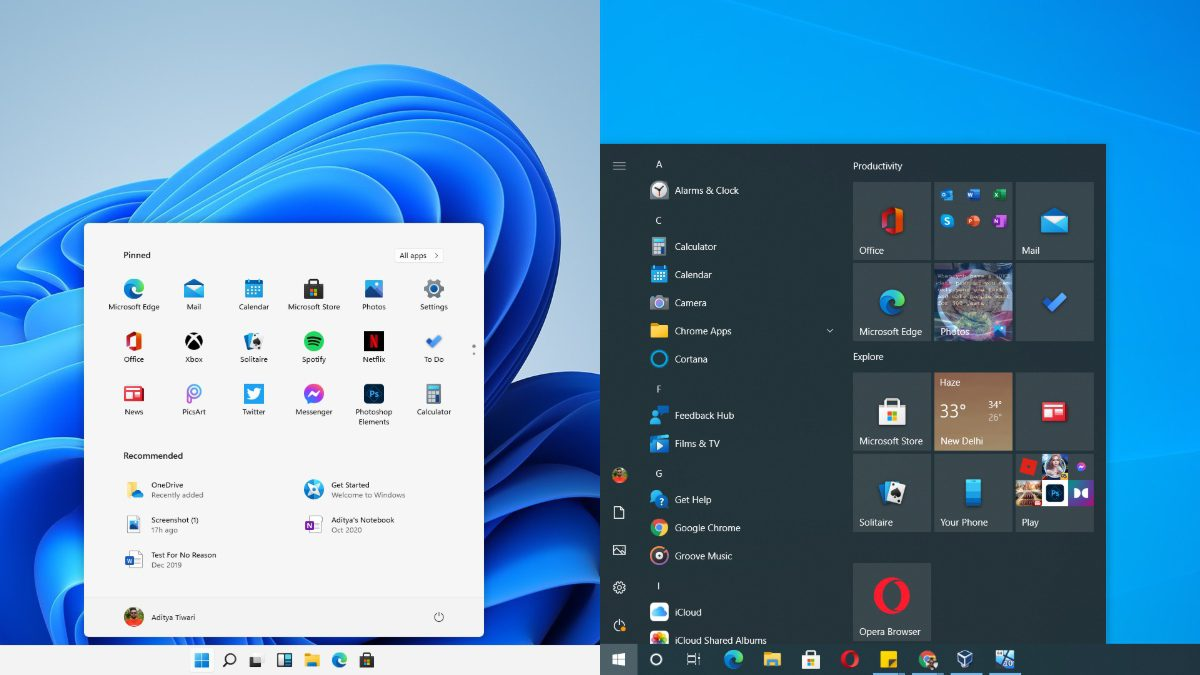 Pinned
All apps
Microsoft Edge
Mail
Calendar
Microsoft Store
Photos
Settings
Office
Xbox
Solitaire
Spotify
Netflix
To Do
News
PicsArt
Twitter
Messenger
Photoshop
Elements
Calculator
Recommended
OneDrive
Recently added
Get Started
Welcome to Windows
Screenshot (1)
17h ago
Aditya's Notebook
Oct 2020
Test For No Reason
Dec 2019
Aditya Tiwari
A
Alarms & Clock
C
Calculator
Calendar
Camera
Chrome Apps
Cortana
F
Feedback Hub
Films & TV
G
Get Help
Google Chrome
Groove Music
I
iCloud
iCloud Shared Albums
Productivity
Office
Mail
Microsoft Edge
Photos
Explore
Microsoft Store
Haze
33°
34°
26°
New Delhi
Solitaire
Your Phone
Play
Opera Browser